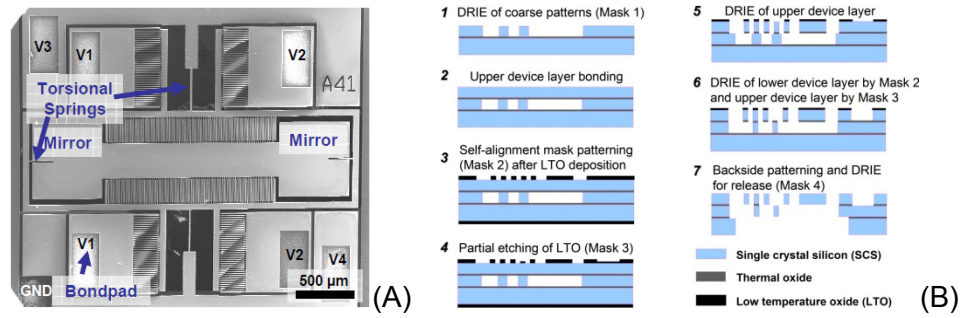 V3
V1
V2
A41
Torsional
Springs
Mirror
Mirror
V1
V2
V4
GND
Bondpad
500 µm
(A)
1 DRIE of coarse patterns (Mask 1)
2 Upper device layer bonding
3 Self-alignment mask patterning
(Mask 2) after LTO deposition
4 Partial etching of LTO (Mask 3)
5 DRIE of upper device layer
6 DRIE of lower device layer by Mask 2
and upper device layer by Mask 3
7 Backside patterning and DRIE
for release (Mask 4)
Single crystal silicon (SCS)
Thermal oxide
Low temperature oxide (LTO)
(B)